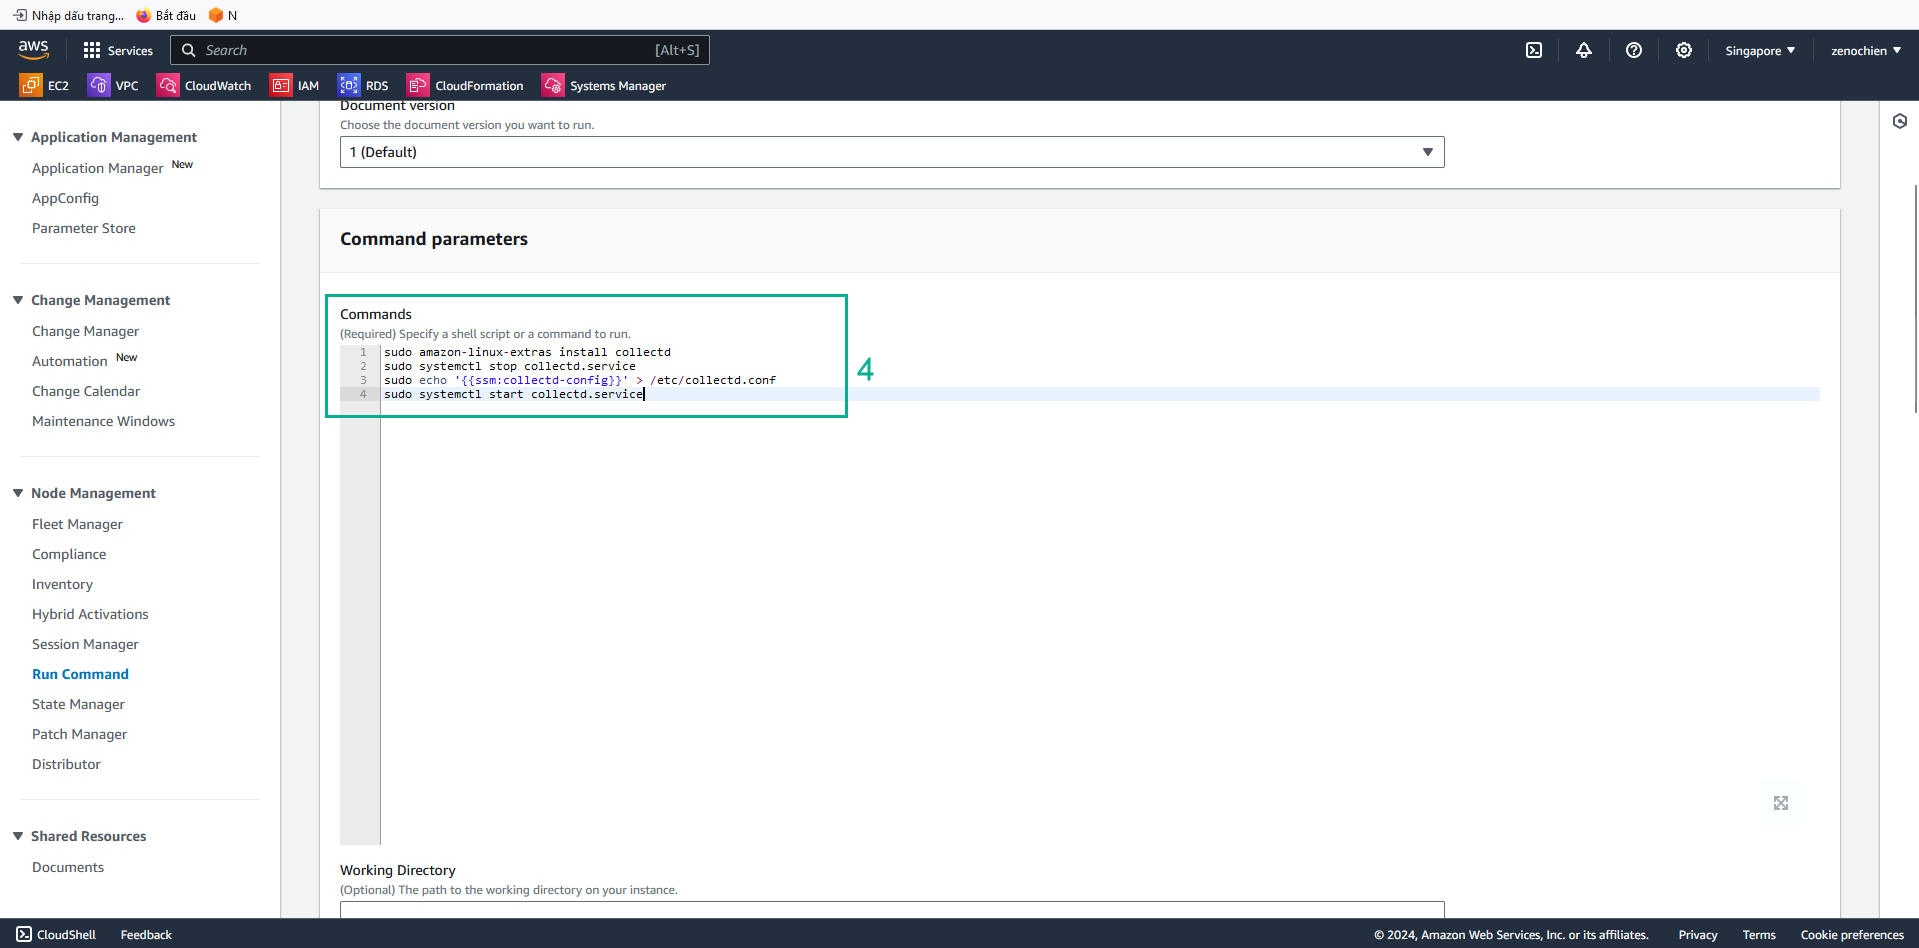 Nhập dấu trang... Bắt đầu N
aws Services Search [Alt+S] Singapore zenochien
EC2 VPC CloudWatch IAM RDS CloudFormation Systems Manager
Application Management
Application Manager New
AppConfig
Parameter Store
Change Management
Change Manager
Automation New
Change Calendar
Maintenance Windows
Node Management
Fleet Manager
Compliance
Inventory
Hybrid Activations
Session Manager
Run Command
State Manager
Patch Manager
Distributor
Shared Resources
Documents
Document version
Choose the document version you want to run.
1 (Default)
Command parameters
Commands
(Required) Specify a shell script or a command to run.
1 sudo amazon-linux-extras install collectd
2 sudo systemctl stop collectd.service
3 sudo echo '{{ssm:collectd-config}}' > /etc/collectd.conf
4 sudo systemctl start collectd.service
4
Working Directory
(Optional) The path to the working directory on your instance.
CloudShell Feedback © 2024, Amazon Web Services, Inc. or its affiliates. Privacy Terms Cookie preferences